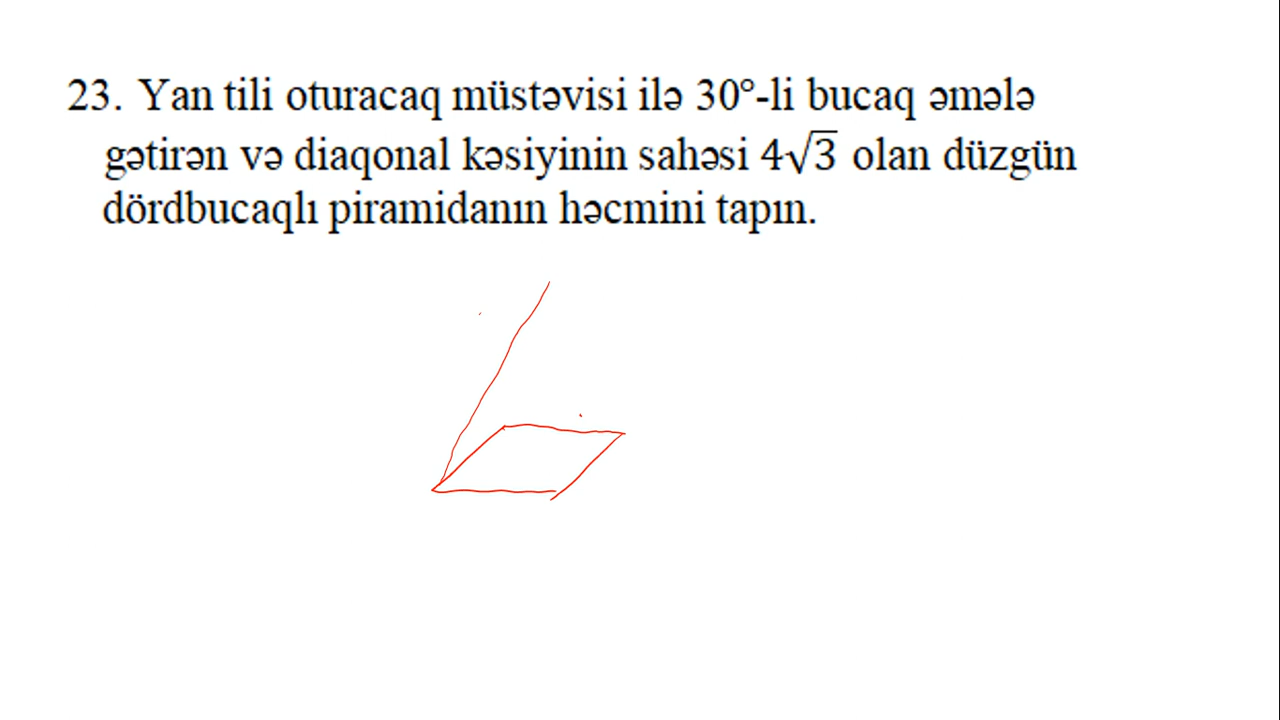 23. Yan tili oturacaq müstəvisi ilə 30°-li bucaq əmələ
gətirən və diaqonal kəsiyinin sahəsi 4√3 olan düzgün
dördbucaqlı piramidanın həcmini tapın.